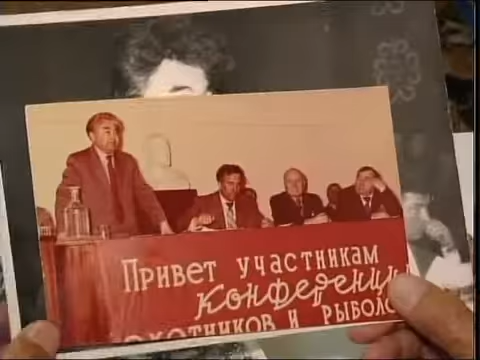 Привет участникам
конференци
охотников и рыболо